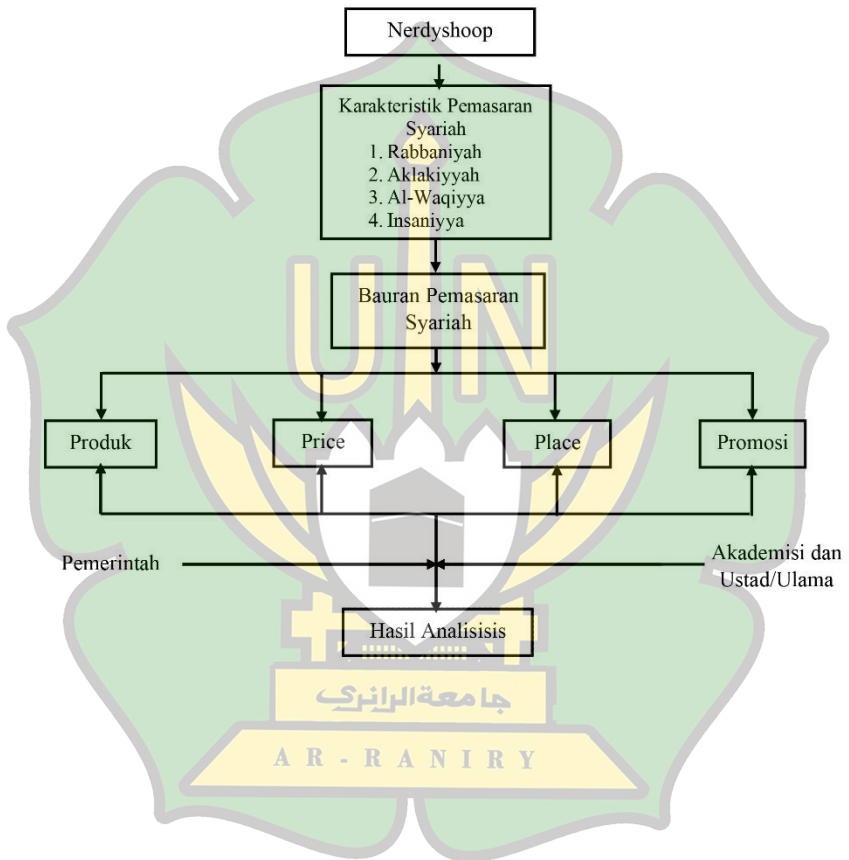 Nerdyshoop
Karakteristik Pemasaran
Syariah
1. Rabbaniyah
2. Aklakiyyah
3. Al-Waqiyya
4. Insaniyya
Bauran Pemasaran
Syariah
UIN
Produk
Price
Place
Promosi
Pemerintah
Akademisi dan
Ustad/Ulama
Hasil Analisisis
جامعة الرانري
AR-RANIRY